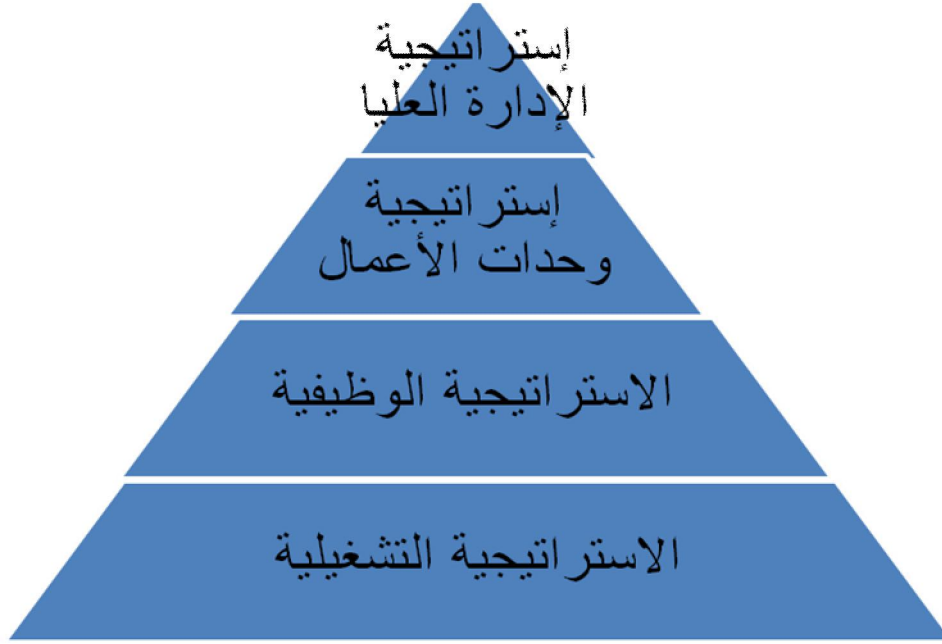 إستراتيجية
الإدارة العليا
إستراتيجية
وحدات الأعمال
الاستراتيجية الوظيفية
الاستراتيجية التشغيلية